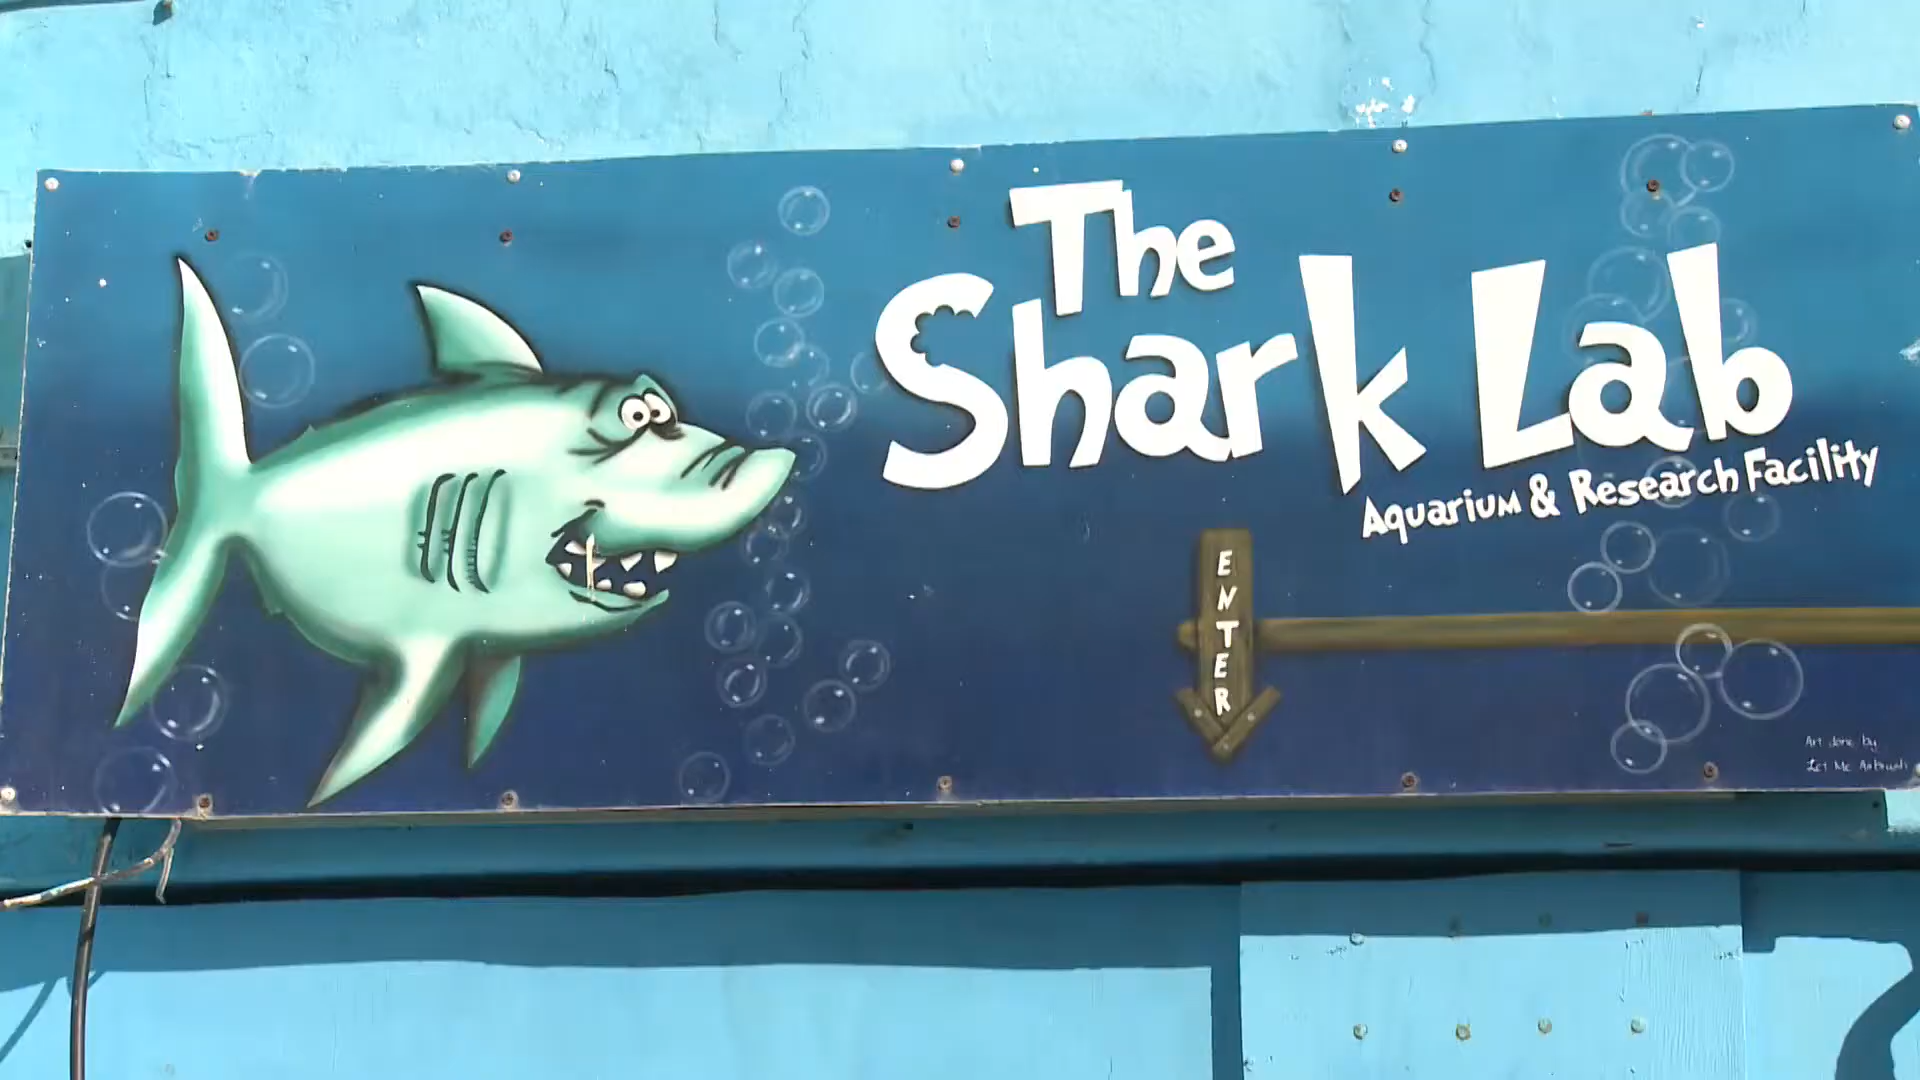 The
Shark Lab
Aquarium & Research Facility
ENTER
Art done by
Let Me Airbrush